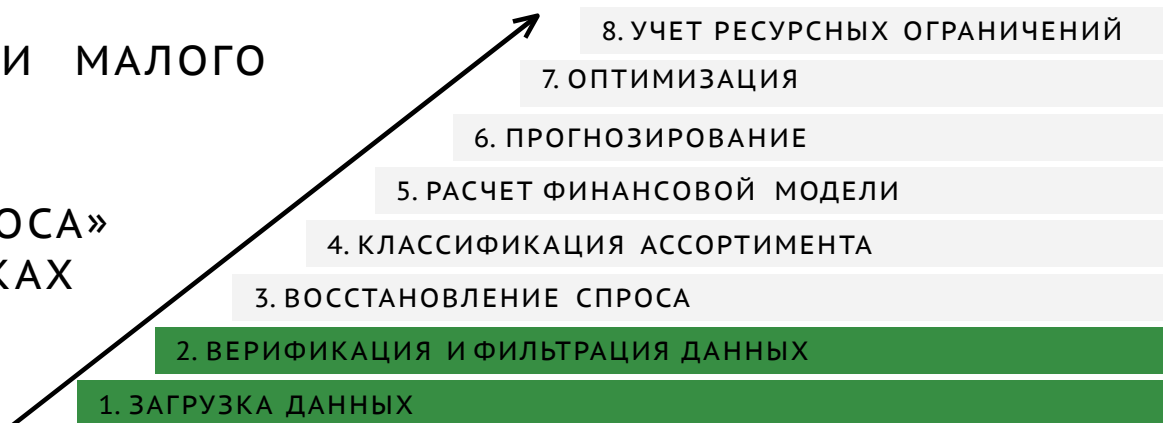 8. УЧЕТ РЕСУРСНЫХ ОГРАНИЧЕНИЙ
И МАЛОГО
7. ОПТИМИЗАЦИЯ
6. ПРОГНОЗИРОВАНИЕ
5. РАСЧЕТ ФИНАНСОВОЙ МОДЕЛИ
ОСА»
4. КЛАССИФИКАЦИЯ АССОРТИМЕНТА
КАХ
3. ВОССТАНОВЛЕНИЕ СПРОСА
2. ВЕРИФИКАЦИЯ И ФИЛЬТРАЦИЯ ДАННЫХ
1. ЗАГРУЗКА ДАННЫХ